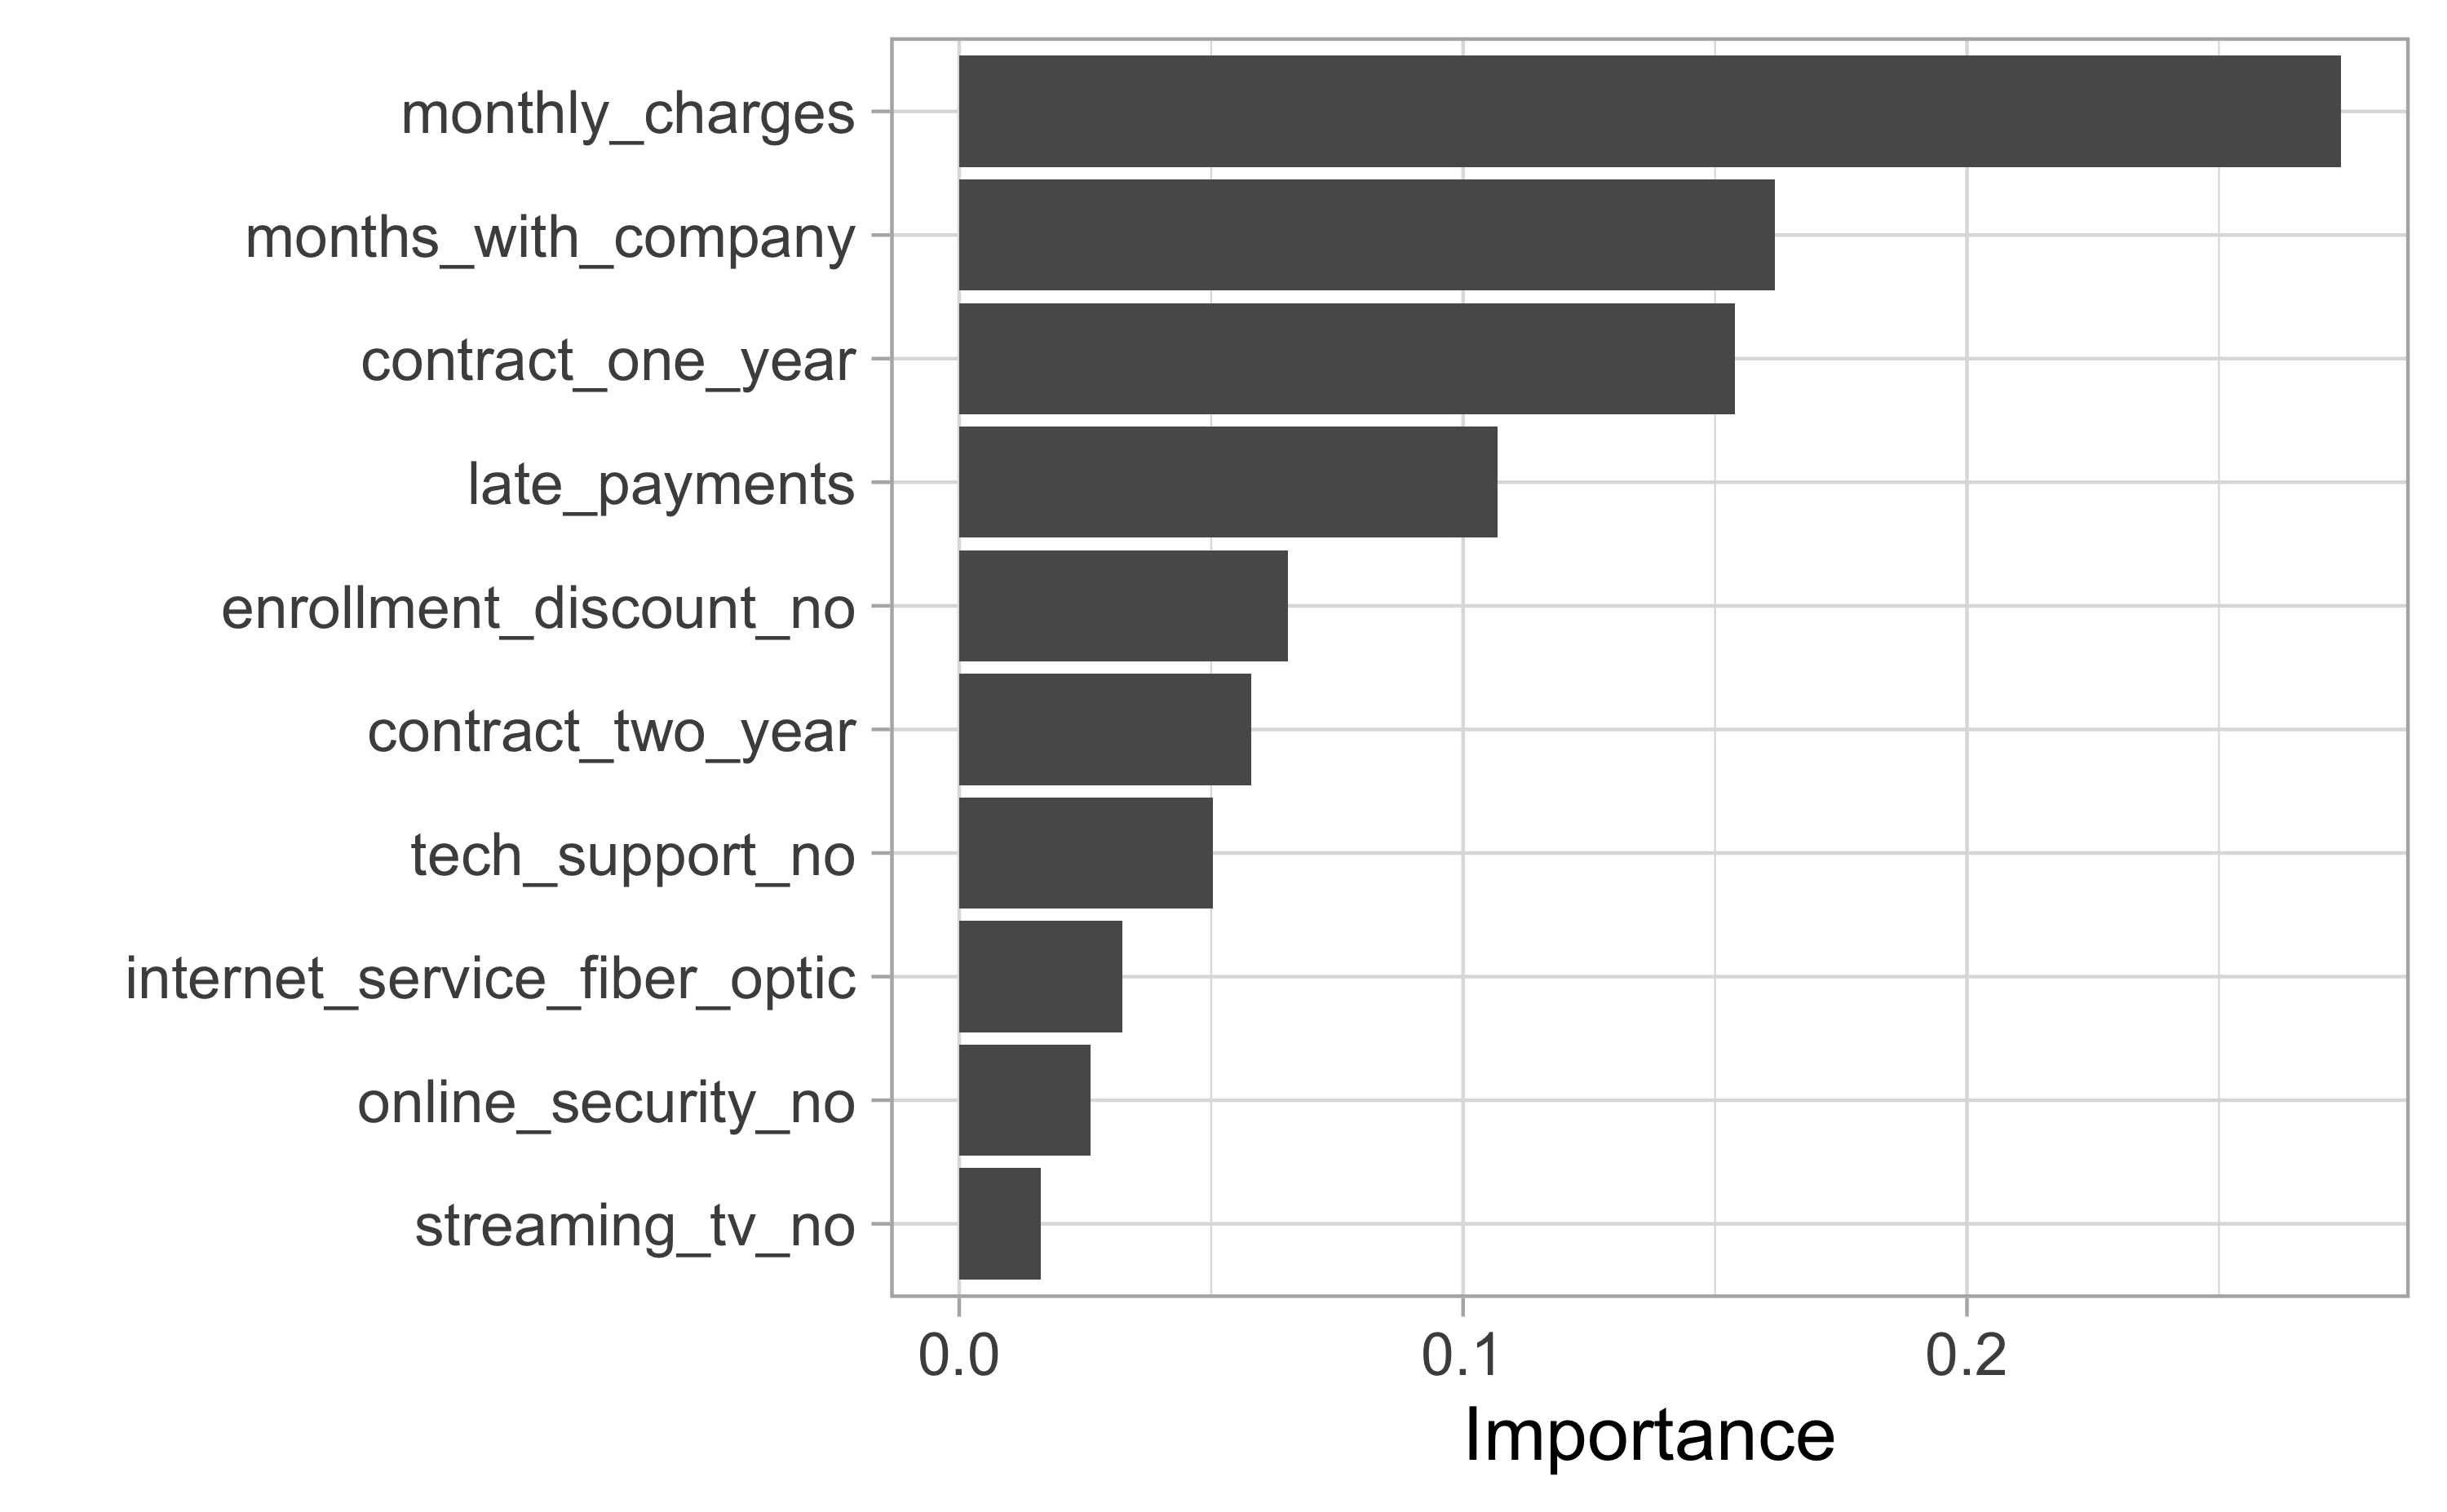 monthly_charges
months_with_company
contract_one_year
late_payments
enrollment_discount_no
contract_two_year
tech_support_no
internet_service_fiber_optic
online_security_no
streaming_tv_no
0.0 0.1 0.2
Importance